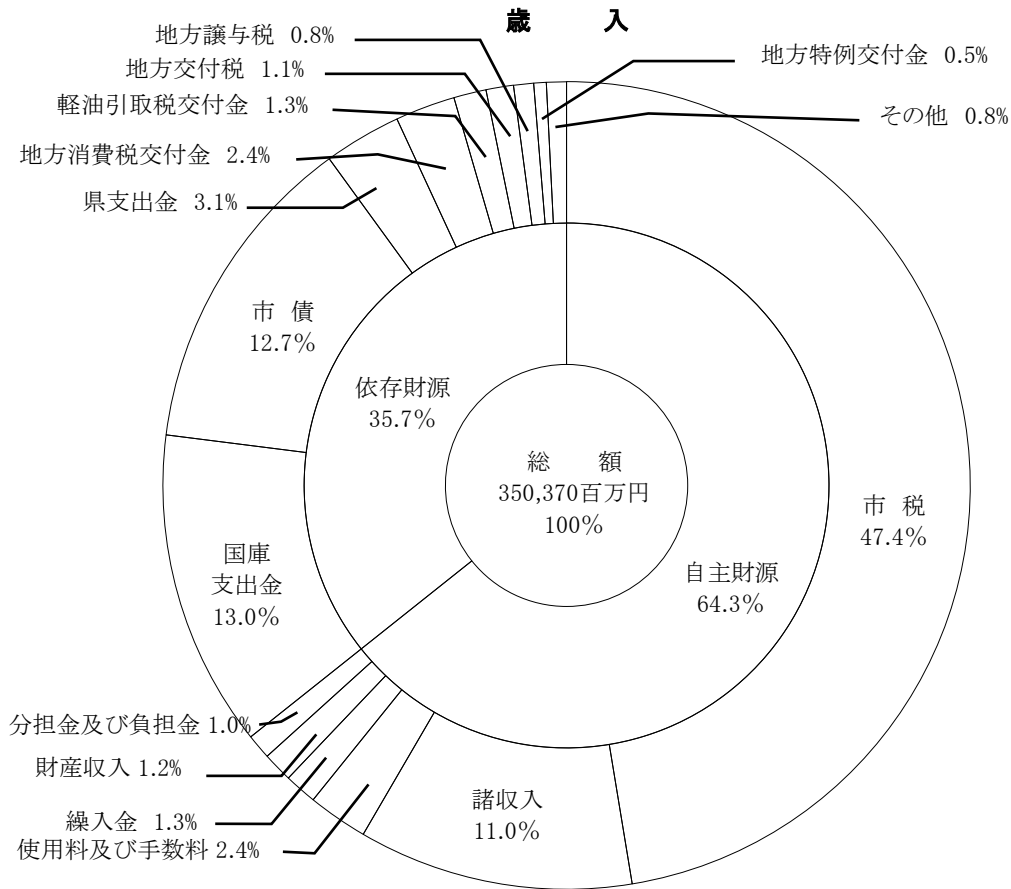 歳 入
地方譲与税 0.8%
地方交付税 1.1%
軽油引取税交付金 1.3%
地方消費税交付金 2.4%
県支出金 3.1%
地方特例交付金 0.5%
その他 0.8%
市 債
12.7%
依存財源
35.7%
総 額
350,370百万円
100%
市 税
47.4%
自主財源
64.3%
国庫
支出金
13.0%
分担金及び負担金 1.0%
財産収入 1.2%
繰入金 1.3%
使用料及び手数料 2.4%
諸収入
11.0%